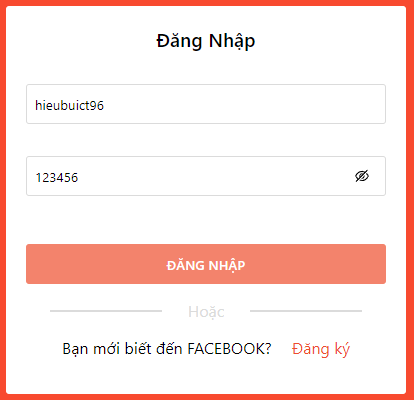 Đăng Nhập
hieubuict96
123456
ĐĂNG NHẬP
Hoặc
Bạn mới biết đến FACEBOOK? Đăng ký